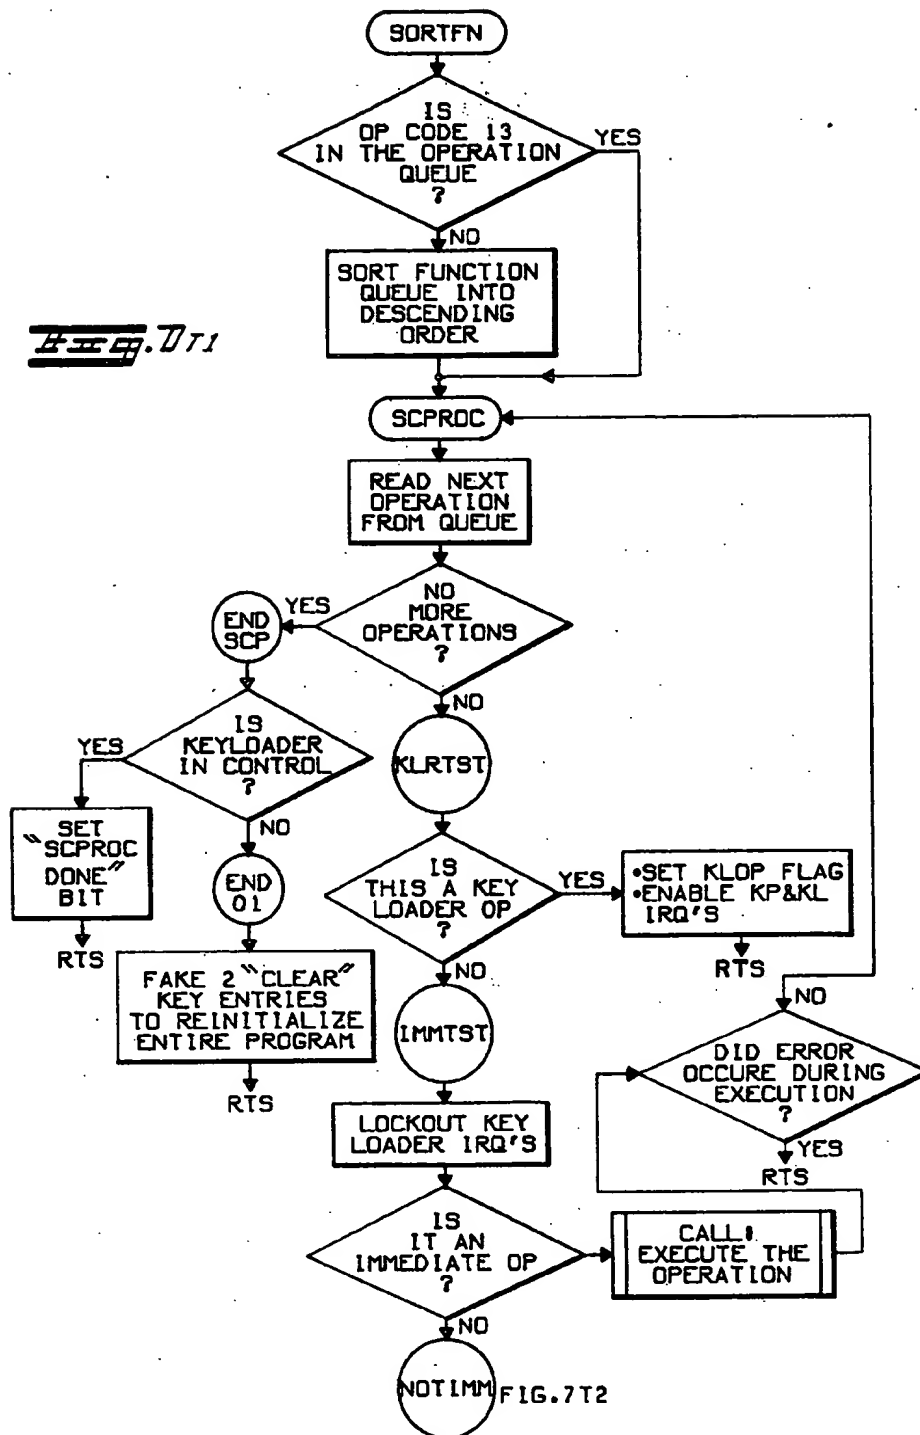 SORTFN
IS
OP CODE 13
IN THE OPERATION
QUEUE
?
YES
NO
SORT FUNCTION
QUEUE INTO
DESCENDING
ORDER
Fig. 7T1
SCPROC
READ NEXT
OPERATION
FROM QUEUE
NO
MORE
OPERATIONS
?
YES
NO
END
SCP
IS
KEYLOADER
IN CONTROL
?
YES
NO
SET
"SCPROC
DONE"
BIT
RTS
END
01
FAKE 2 "CLEAR"
KEY ENTRIES
TO REINITIALIZE
ENTIRE PROGRAM
RTS
KLRTST
IS
THIS A KEY
LOADER OP
?
YES
NO
•SET KLOP FLAG
•ENABLE KP&KL
IRQ'S
RTS
IMMTST
LOCKOUT KEY
LOADER IRQ'S
IS
IT AN
IMMEDIATE OP
?
NO
CALL:
EXECUTE THE
OPERATION
NO
DID ERROR
OCCURE DURING
EXECUTION
?
YES
RTS
NOTIMM
FIG.7T2